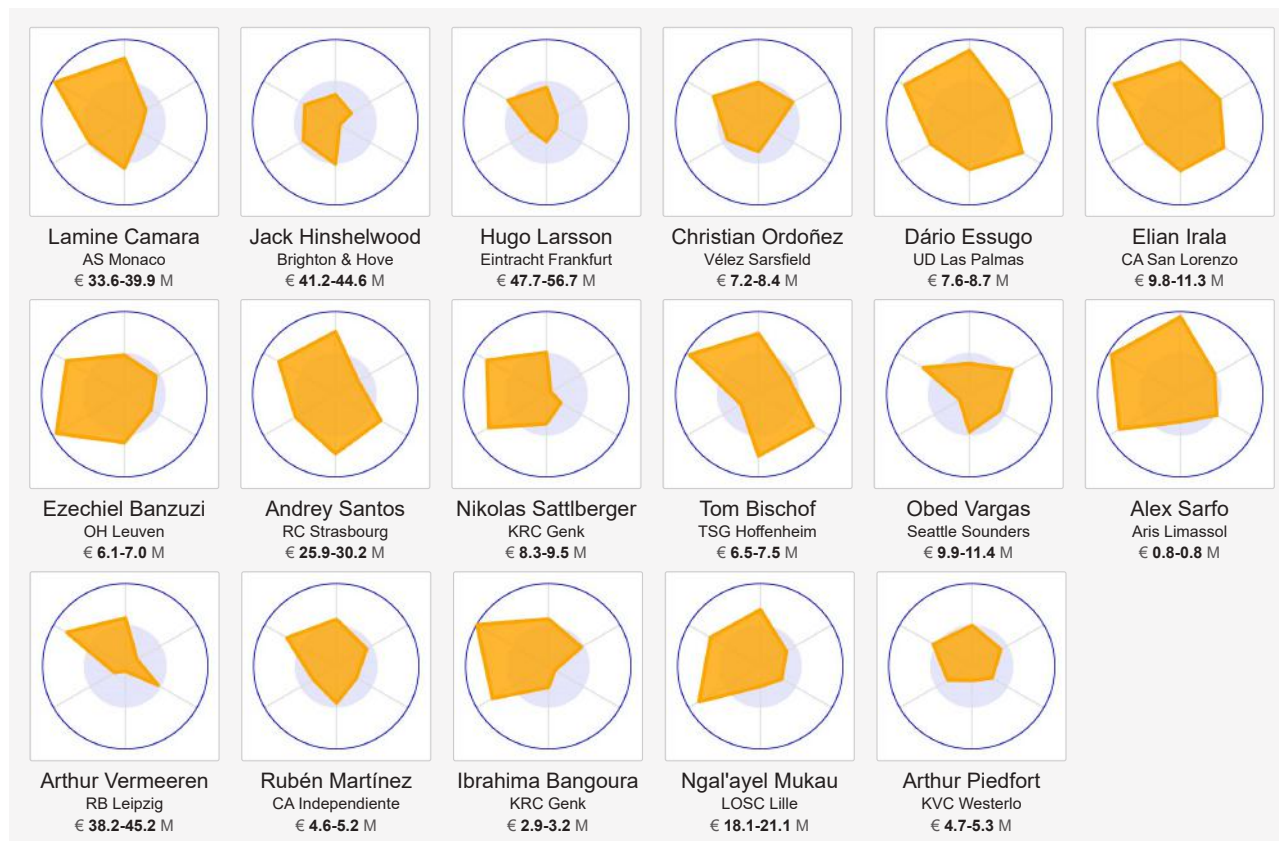 Lamine Camara
AS Monaco
€ 33.6-39.9 M
Jack Hinshelwood
Brighton & Hove
€ 41.2-44.6 M
Hugo Larsson
Eintracht Frankfurt
€ 47.7-56.7 M
Christian Ordoñez
Vélez Sarsfield
€ 7.2-8.4 M
Dário Essugo
UD Las Palmas
€ 7.6-8.7 M
Elian Irala
CA San Lorenzo
€ 9.8-11.3 M
Ezechiel Banzuzi
OH Leuven
€ 6.1-7.0 M
Andrey Santos
RC Strasbourg
€ 25.9-30.2 M
Nikolas Sattlberger
KRC Genk
€ 8.3-9.5 M
Tom Bischof
TSG Hoffenheim
€ 6.5-7.5 M
Obed Vargas
Seattle Sounders
€ 9.9-11.4 M
Alex Sarfo
Aris Limassol
€ 0.8-0.8 M
Arthur Vermeeren
RB Leipzig
€ 38.2-45.2 M
Rubén Martínez
CA Independiente
€ 4.6-5.2 M
Ibrahima Bangoura
KRC Genk
€ 2.9-3.2 M
Ngal'ayel Mukau
LOSC Lille
€ 18.1-21.1 M
Arthur Piedfort
KVC Westerlo
€ 4.7-5.3 M